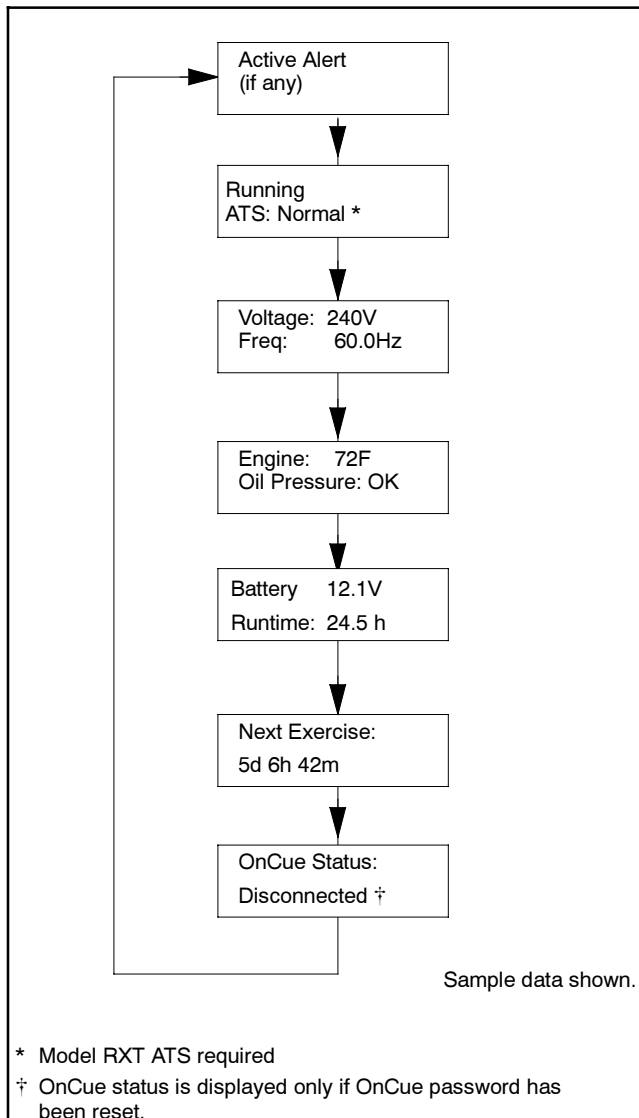 Active Alert
(if any)
Running
ATS: Normal *
Voltage: 240V
Freq: 60.0Hz
Engine: 72F
Oil Pressure: OK
Battery 12.1V
Runtime: 24.5 h
Next Exercise:
5d 6h 42m
OnCue Status:
Disconnected †
Sample data shown.
* Model RXT ATS required
† OnCue status is displayed only if OnCue password has
been reset.